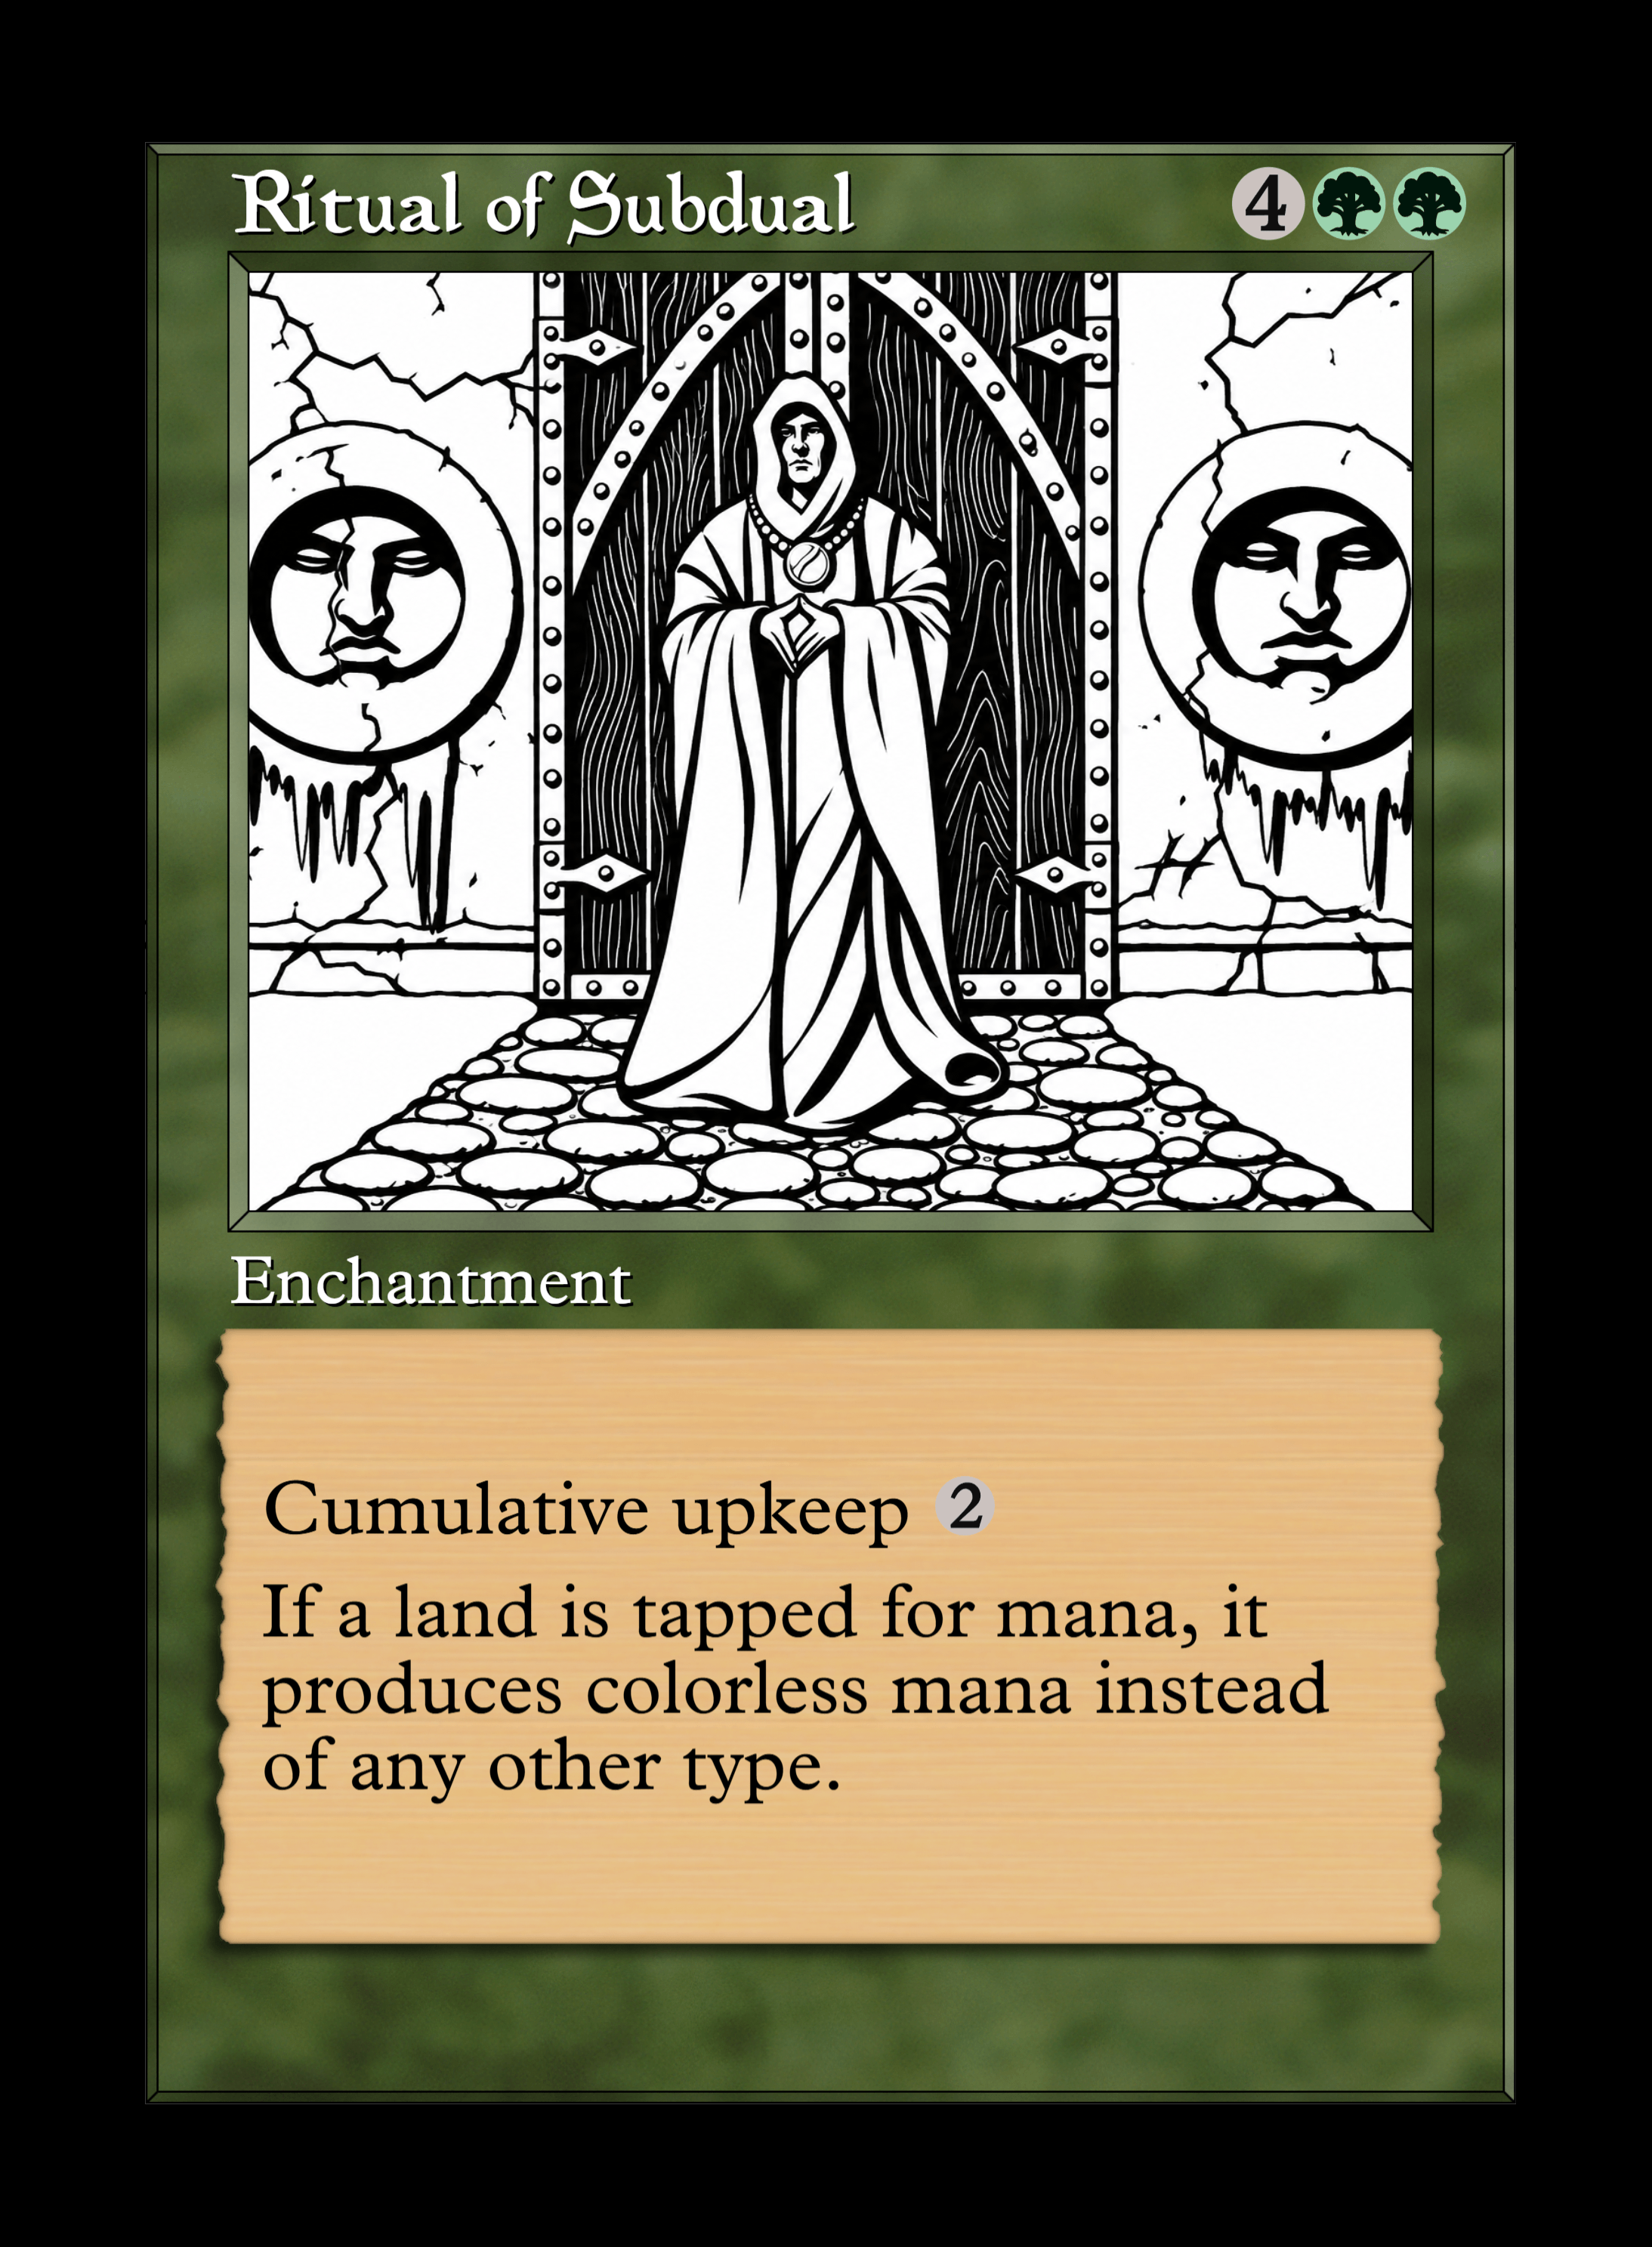 Ritual of Subdual 4
Enchantment
Cumulative upkeep 2
If a land is tapped for mana, it
produces colorless mana instead
of any other type.